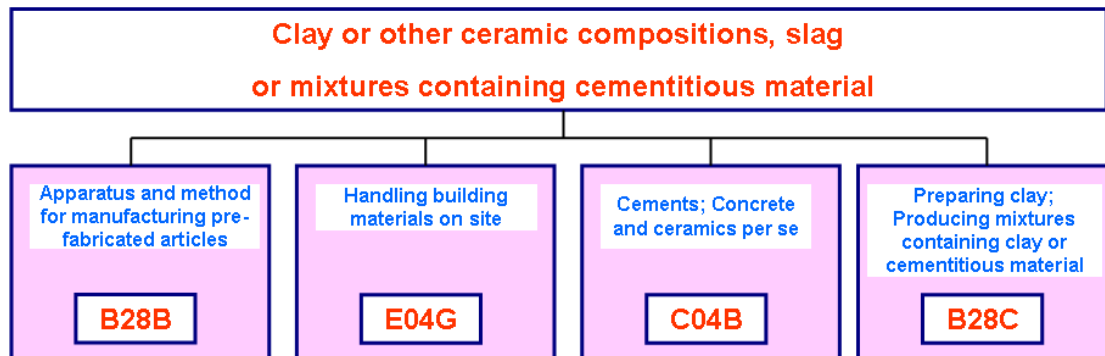 Clay or other ceramic compositions, slag
or mixtures containing cementitious material
Apparatus and method
for manufacturing pre-
fabricated articles
B28B
Handling building
materials on site
E04G
Cements; Concrete
and ceramics per se
C04B
Preparing clay;
Producing mixtures
containing clay or
cementitious material
B28C